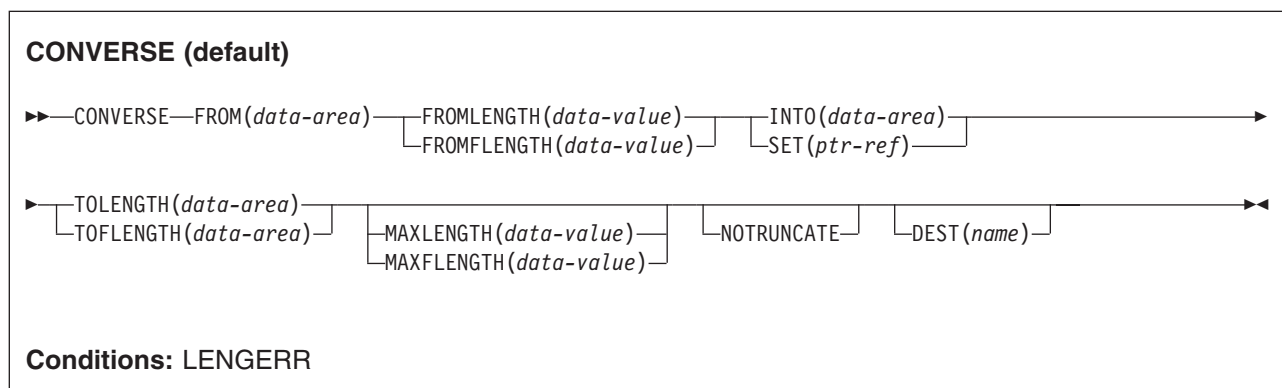 CONVERSE (default)
CONVERSE FROM(data-area) FROMLENGTH(data-value) INTO(data-area)
FROMFLENGTH(data-value) SET(ptr-ref)
TOLENGTH(data-area)
TOFLENGTH(data-area) MAXLENGTH(data-value) NOTRUNCATE DEST(name)
MAXFLENGTH(data-value)
Conditions: LENGERR